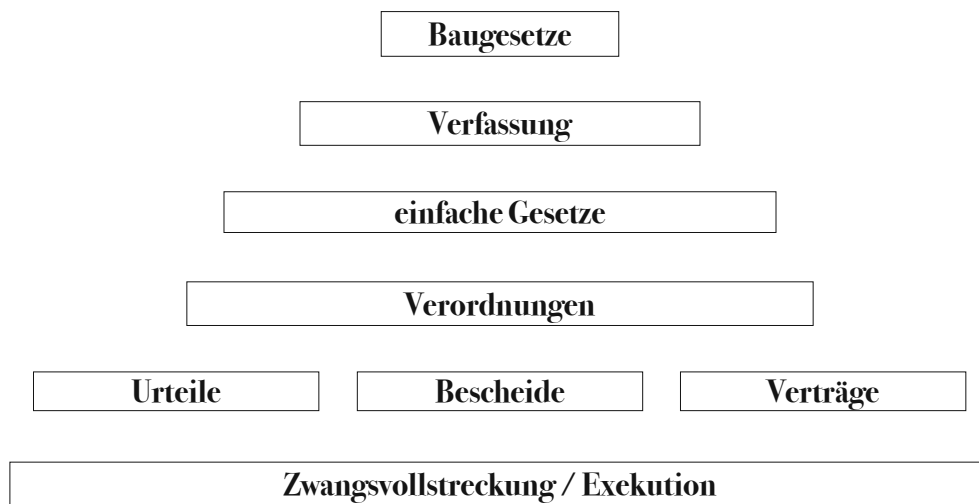 Baugesetze
Verfassung
einfache Gesetze
Verordnungen
Urteile Bescheide Verträge
Zwangsvollstreckung / Exekution